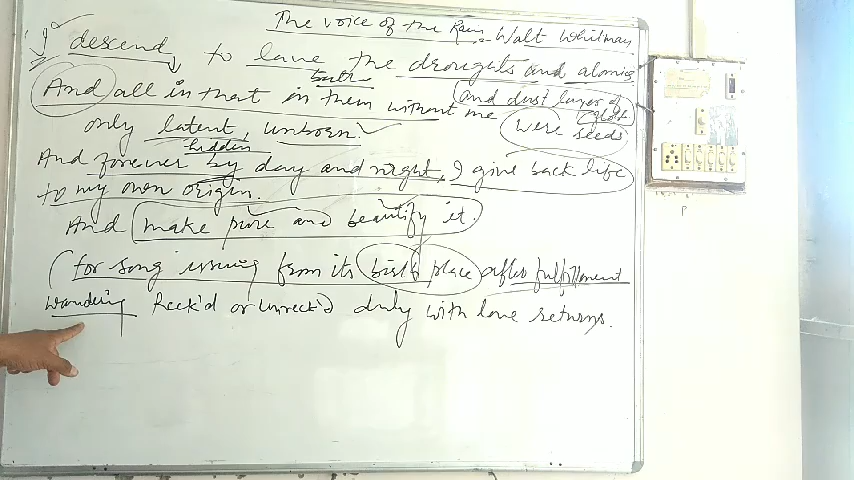 The voice of the Rain - Walt Whitman
descend to lave the droughts and atomies
and dust layer of globe
And all in that in them without me were seeds
earth
only latent, unborn.
hidden
And forever by day and night, I give back life
to my own origin.
And make pure and beautify it
(for song issuing from its birth place after fulfillment
wandering Reck'd or Unreck'd duly with love returns.
P